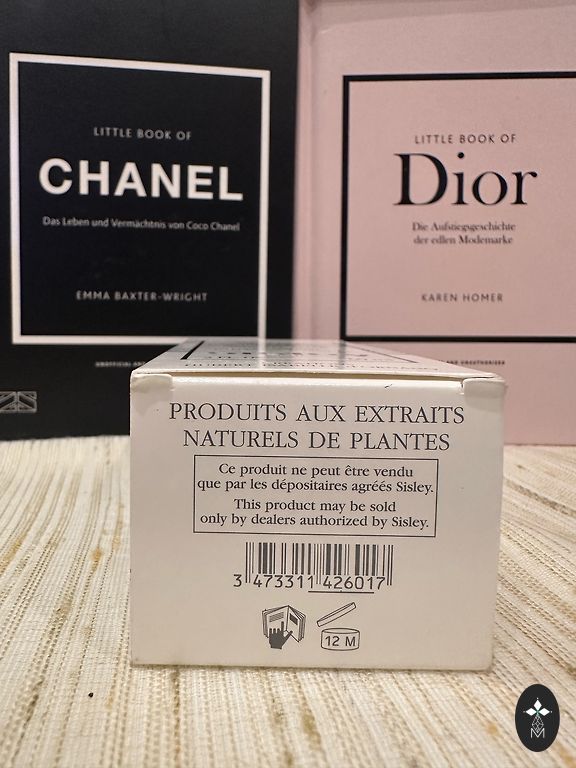 LITTLE BOOK OF
CHANEL
Das Leben und Vermächtnis von Coco Chanel
EMMA BAXTER-WRIGHT
LITTLE BOOK OF
Dior
Die Aufstiegsgeschichte
der edlen Modemarke
KAREN HOMER
PRODUITS AUX EXTRAITS
NATURELS DE PLANTES
Ce produit ne peut être vendu
que par les dépositaires agréés Sisley.
This product may be sold
only by dealers authorized by Sisley.
3 473311 426017
12 M
M